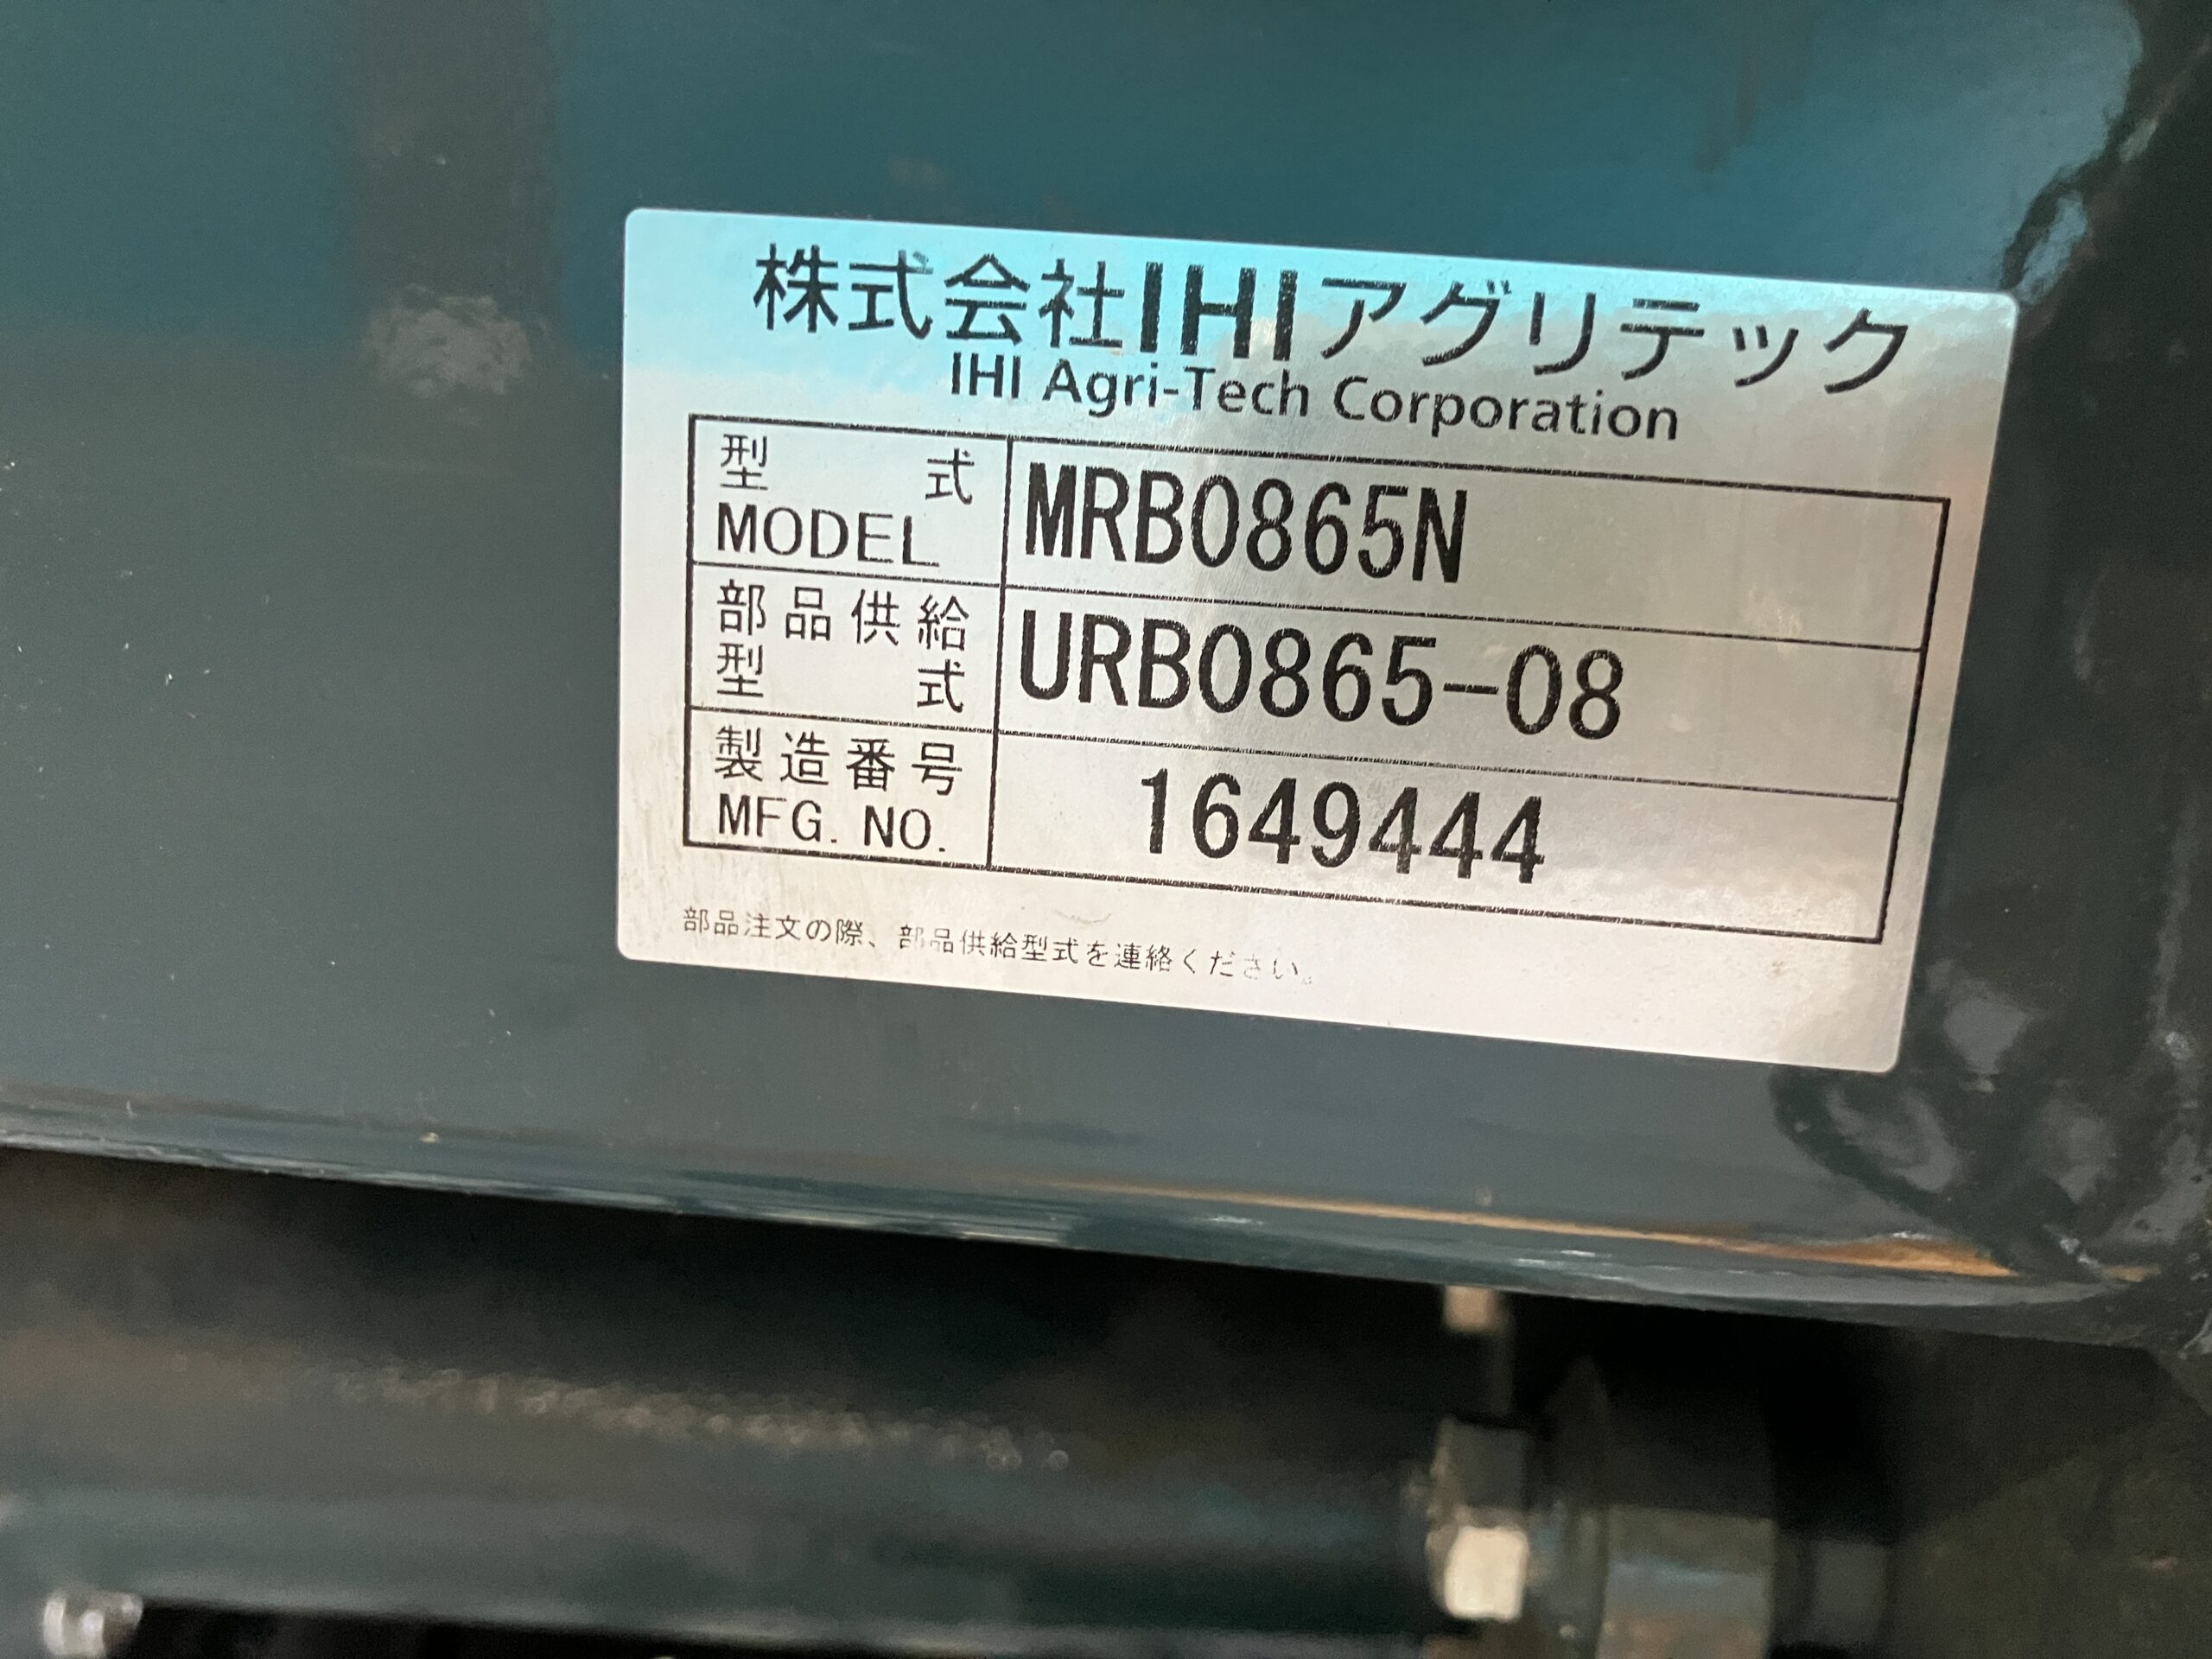 株式会社IHIアグリテック
IHI Agri-Tech Corporation
型式 MRB0865N
MODEL
部品供給 URB0865-08
型式
製造番号 1649444
MFG. NO.
部品注文の際、部品供給型式を連絡ください。